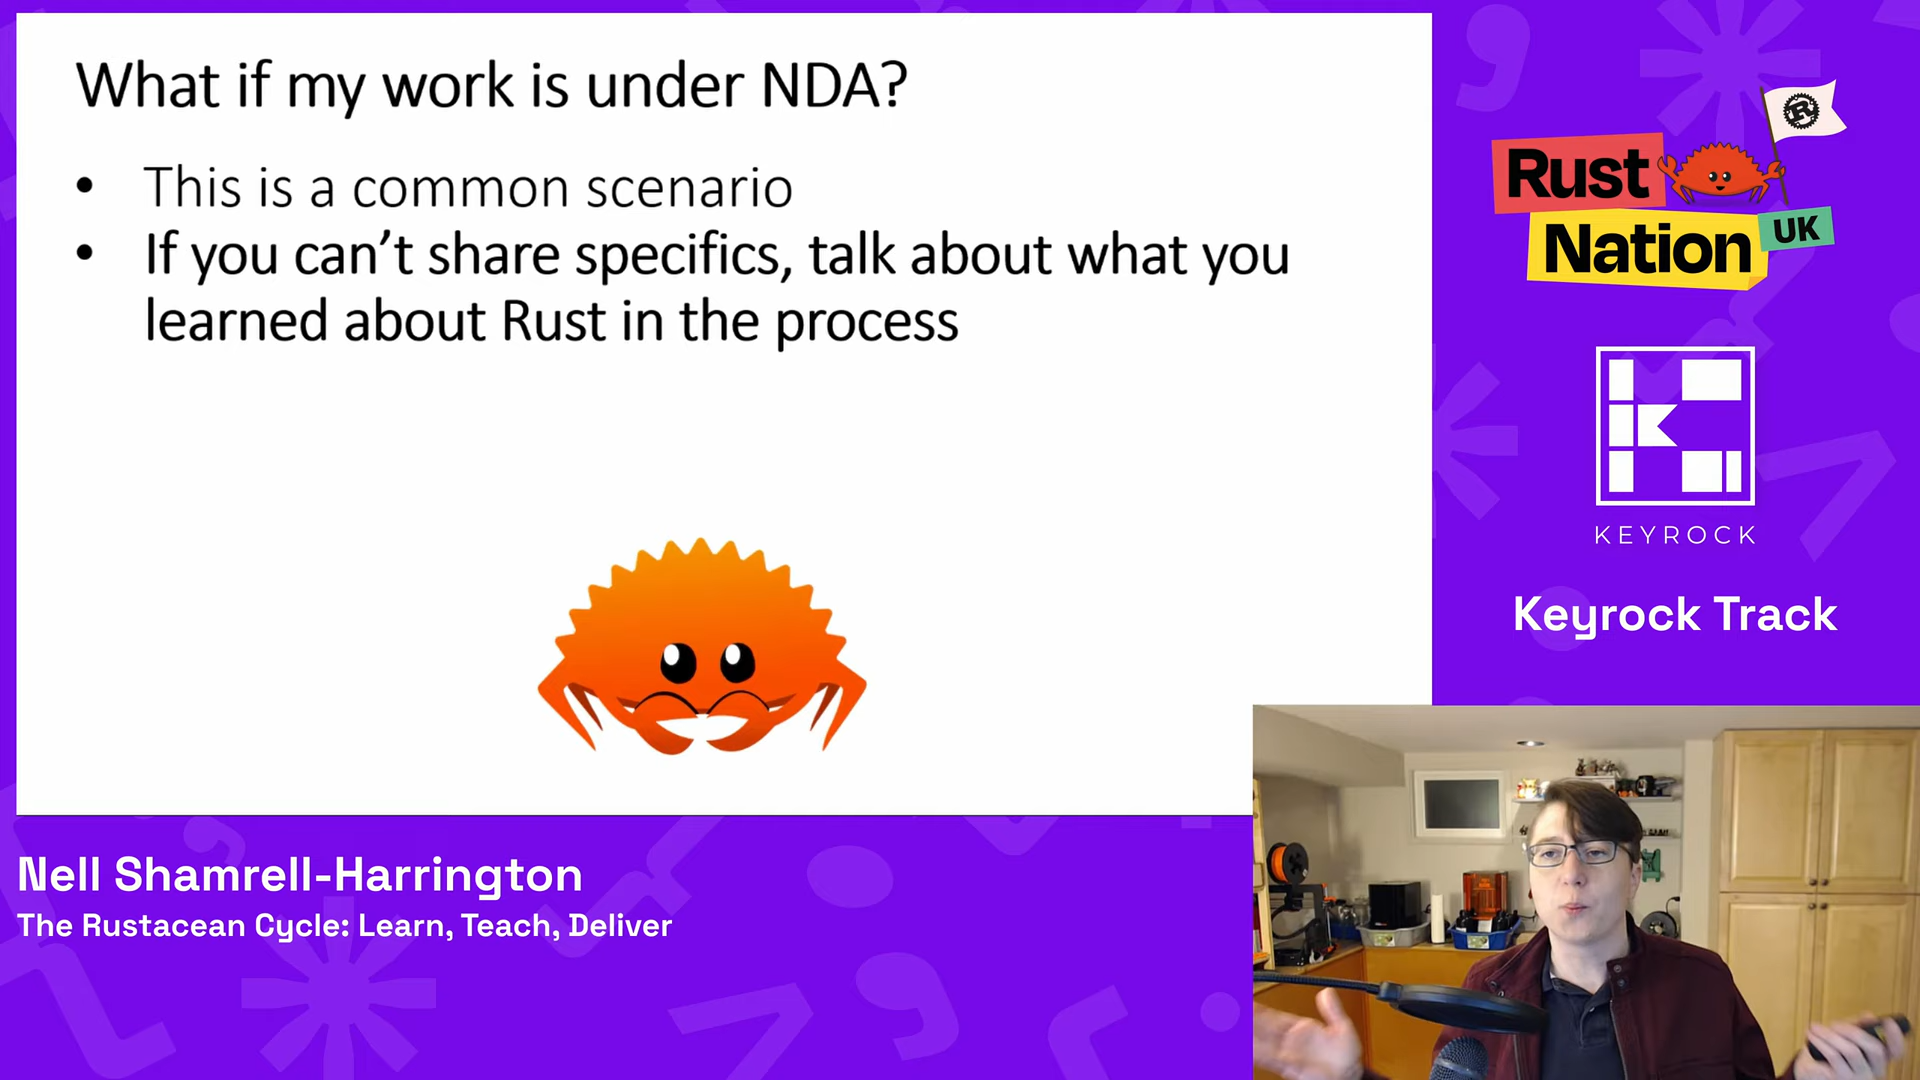 What if my work is under NDA?
• This is a common scenario
• If you can’t share specifics, talk about what you
learned about Rust in the process
Rust
Nation
UK
R
KEYROCK
Keyrock Track
Nell Shamrell-Harrington
The Rustacean Cycle: Learn, Teach, Deliver